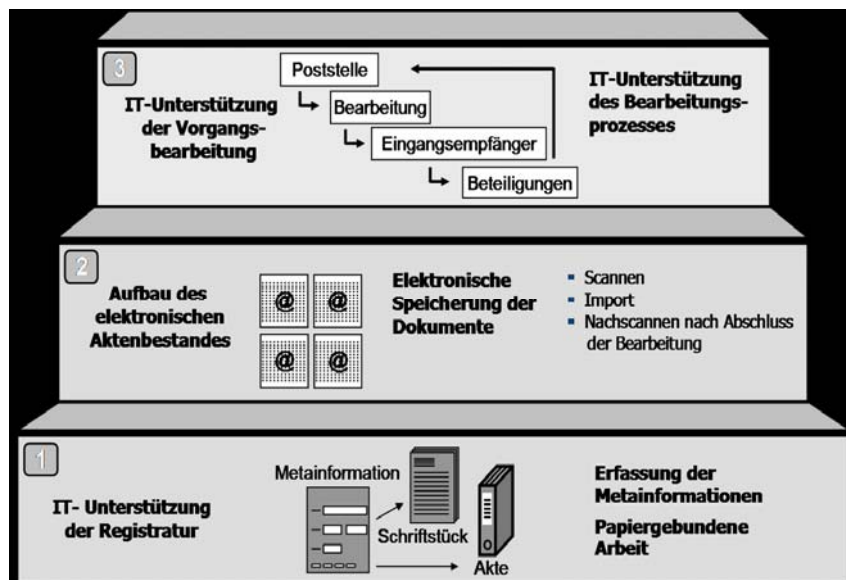 3
IT-Unterstützung
der Vorgangs-
bearbeitung
Poststelle
Bearbeitung
Eingangsempfänger
Beteiligungen
IT-Unterstützung
des Bearbeitungs-
prozesses
2
Aufbau des
elektronischen
Aktenbestandes
@ @
@ @
Elektronische
Speicherung der
Dokumente
▪ Scannen
▪ Import
▪ Nachscannen nach Abschluss
der Bearbeitung
1
IT- Unterstützung
der Registratur
Metainformation
Schriftstück
Akte
Erfassung der
Metainformationen
Papiergebundene
Arbeit